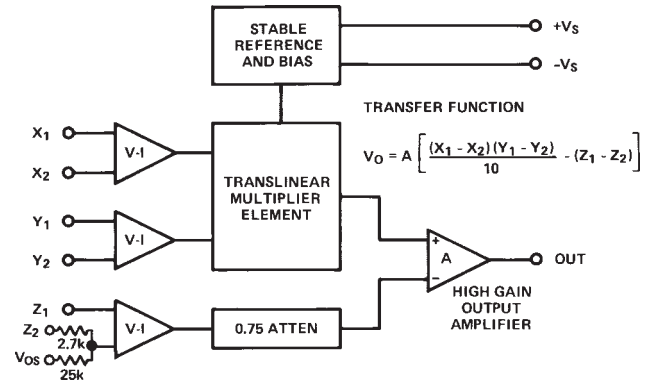 STABLE
REFERENCE
AND BIAS
+VS
–VS
TRANSFER FUNCTION
VO = A [ (X1 – X2) (Y1 – Y2) / 10 – (Z1 – Z2) ]
X1
X2
V-I
TRANSLINEAR
MULTIPLIER
ELEMENT
Y1
Y2
V-I
+
A
–
OUT
HIGH GAIN
OUTPUT
AMPLIFIER
Z1
Z2
2.7k
VOS
25k
V-I
0.75 ATTEN